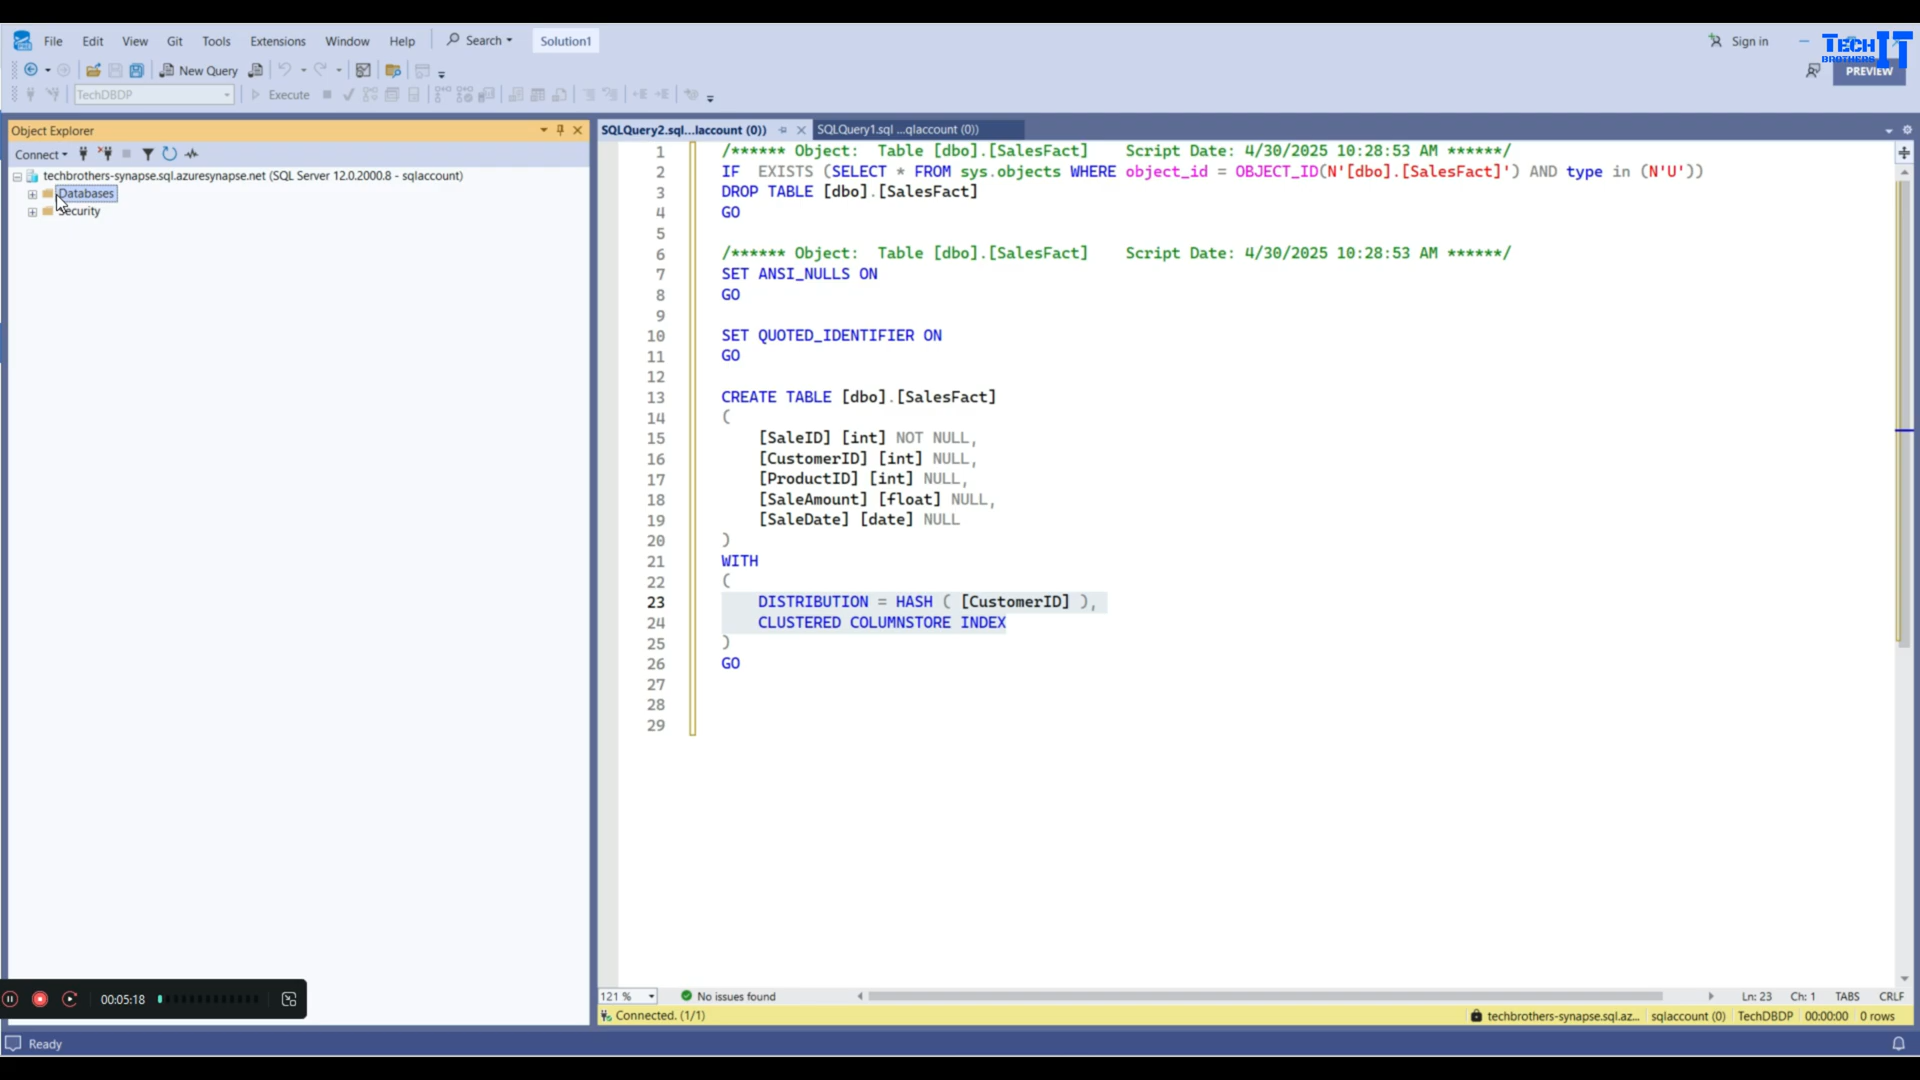 File Edit View Git Tools Extensions Window Help Search Solution1 Sign in
TECH IT BROTHERS
PREVIEW
New Query
TechDBDP Execute
Object Explorer
Connect
techbrothers-synapse.sql.azuresynapse.net (SQL Server 12.0.2000.8 - sqlaccount)
Databases
Security
SQLQuery2.sql...laccount (0)) SQLQuery1.sql ...qlaccount (0))
1 /****** Object:  Table [dbo].[SalesFact]    Script Date: 4/30/2025 10:28:53 AM ******/
2 IF  EXISTS (SELECT * FROM sys.objects WHERE object_id = OBJECT_ID(N'[dbo].[SalesFact]') AND type in (N'U'))
3 DROP TABLE [dbo].[SalesFact]
4 GO
5
6 /****** Object:  Table [dbo].[SalesFact]    Script Date: 4/30/2025 10:28:53 AM ******/
7 SET ANSI_NULLS ON
8 GO
9
10 SET QUOTED_IDENTIFIER ON
11 GO
12
13 CREATE TABLE [dbo].[SalesFact]
14 (
15 [SaleID] [int] NOT NULL,
16 [CustomerID] [int] NULL,
17 [ProductID] [int] NULL,
18 [SaleAmount] [float] NULL,
19 [SaleDate] [date] NULL
20 )
21 WITH
22 (
23 DISTRIBUTION = HASH ( [CustomerID] ),
24 CLUSTERED COLUMNSTORE INDEX
25 )
26 GO
27
28
29
00:05:18
121 % No issues found Ln: 23 Ch: 1 TABS CRLF
Connected. (1/1) techbrothers-synapse.sql.az... sqlaccount (0) TechDBDP 00:00:00 0 rows
Ready